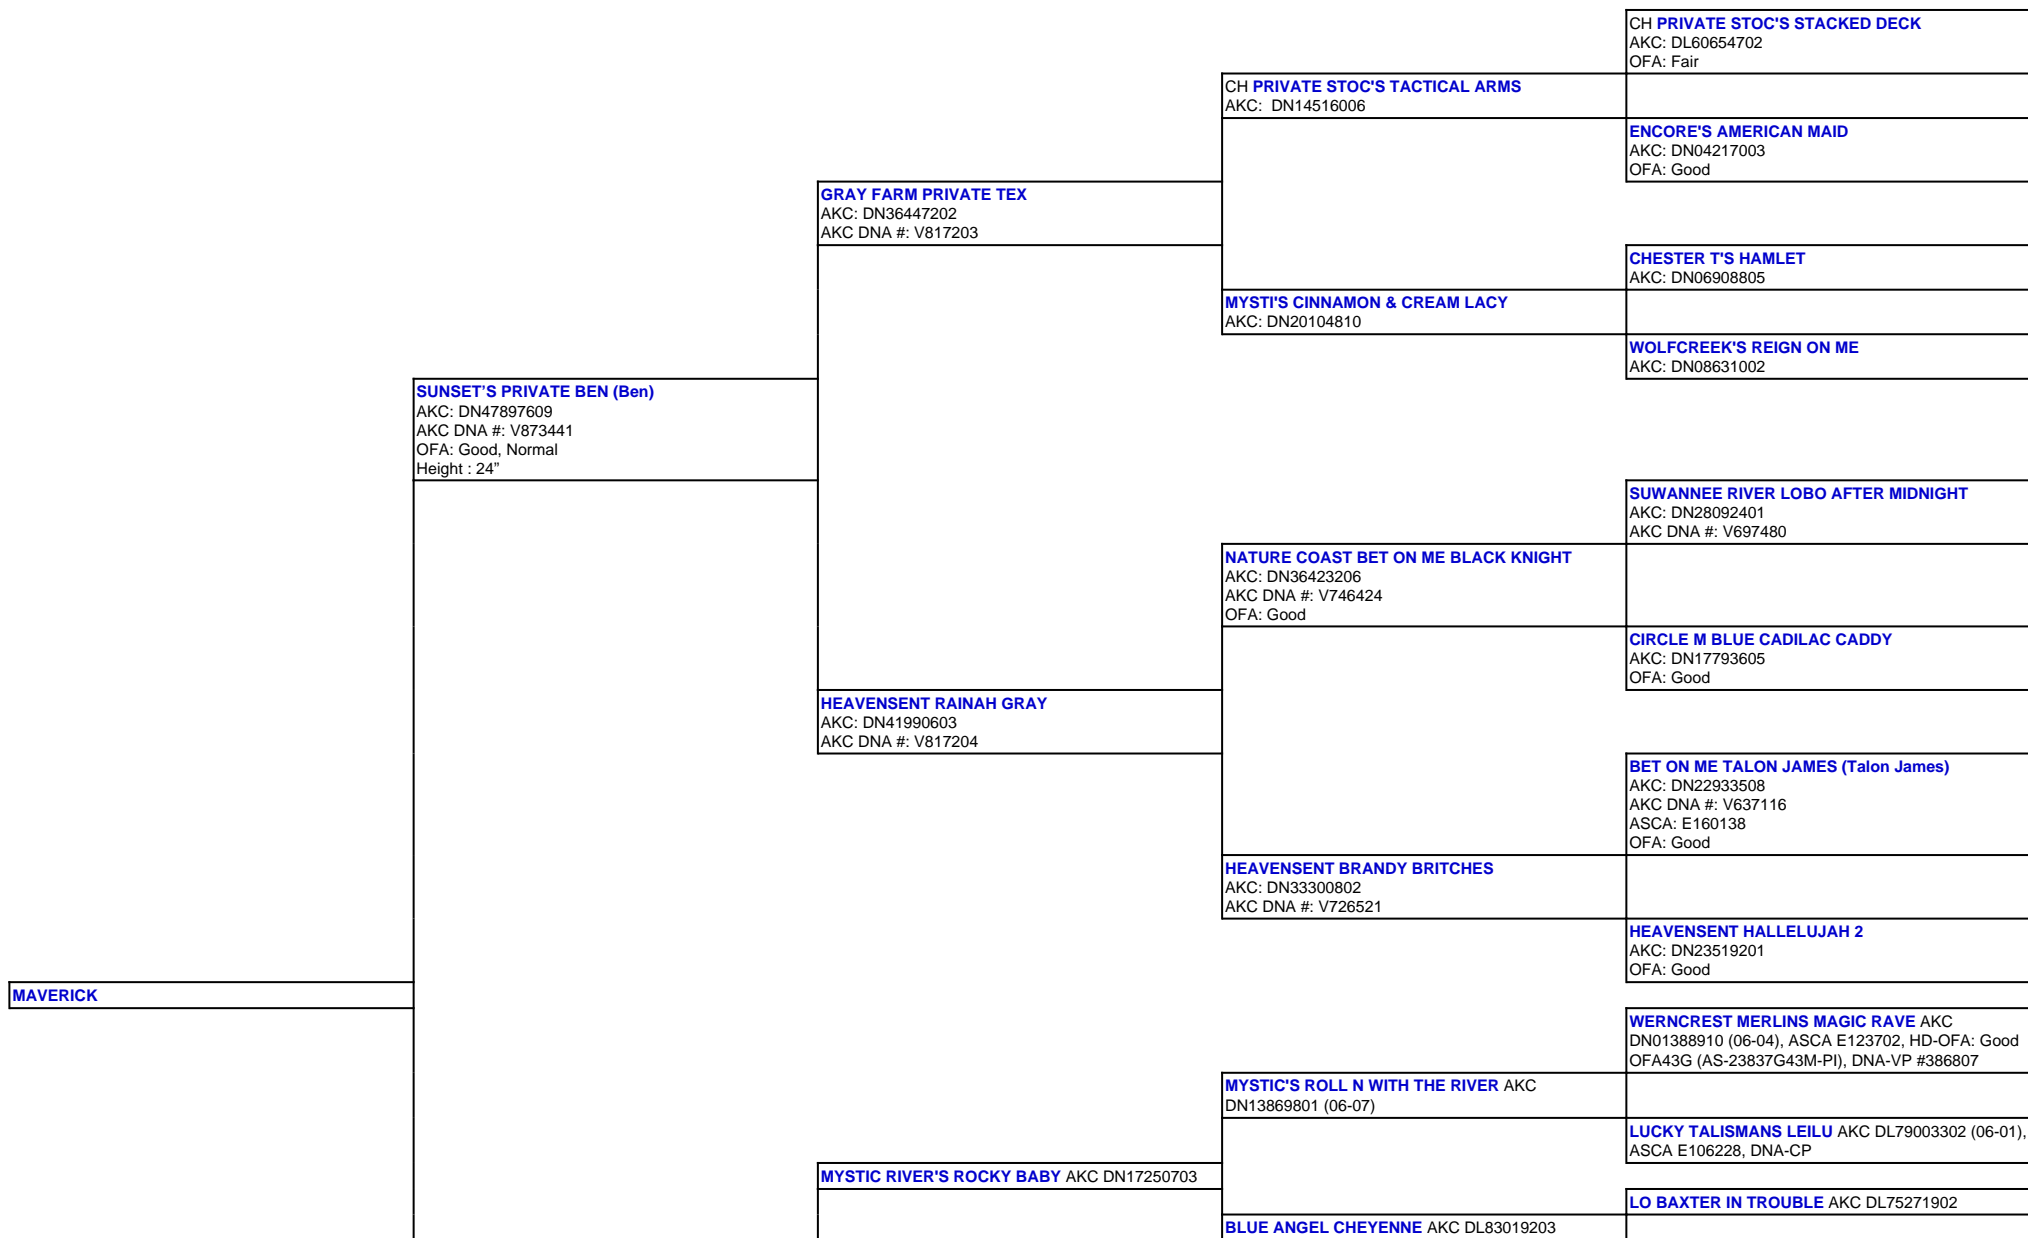 CH PRIVATE STOC'S STACKED DECK
AKC: DL60654702
OFA: Fair
CH PRIVATE STOC'S TACTICAL ARMS
AKC:  DN14516006
ENCORE'S AMERICAN MAID
AKC: DN04217003
OFA: Good
GRAY FARM PRIVATE TEX
AKC: DN36447202
AKC DNA #: V817203
CHESTER T'S HAMLET
AKC: DN06908805
MYSTI'S CINNAMON & CREAM LACY
AKC: DN20104810
WOLFCREEK'S REIGN ON ME
AKC: DN08631002
SUNSET’S PRIVATE BEN (Ben)
AKC: DN47897609
AKC DNA #: V873441
OFA: Good, Normal
Height : 24”
SUWANNEE RIVER LOBO AFTER MIDNIGHT
AKC: DN28092401
AKC DNA #: V697480
NATURE COAST BET ON ME BLACK KNIGHT
AKC: DN36423206
AKC DNA #: V746424
OFA: Good
CIRCLE M BLUE CADILAC CADDY
AKC: DN17793605
OFA: Good
HEAVENSENT RAINAH GRAY
AKC: DN41990603
AKC DNA #: V817204
BET ON ME TALON JAMES (Talon James)
AKC: DN22933508
AKC DNA #: V637116
ASCA: E160138
OFA: Good
HEAVENSENT BRANDY BRITCHES
AKC: DN33300802
AKC DNA #: V726521
HEAVENSENT HALLELUJAH 2
AKC: DN23519201
OFA: Good
MAVERICK
WERNCREST MERLINS MAGIC RAVE AKC
DN01388910 (06-04), ASCA E123702, HD-OFA: Good
OFA43G (AS-23837G43M-PI), DNA-VP #386807
MYSTIC'S ROLL N WITH THE RIVER AKC
DN13869801 (06-07)
LUCKY TALISMANS LEILU AKC DL79003302 (06-01),
ASCA E106228, DNA-CP
MYSTIC RIVER'S ROCKY BABY AKC DN17250703
LO BAXTER IN TROUBLE AKC DL75271902
BLUE ANGEL CHEYENNE AKC DL83019203